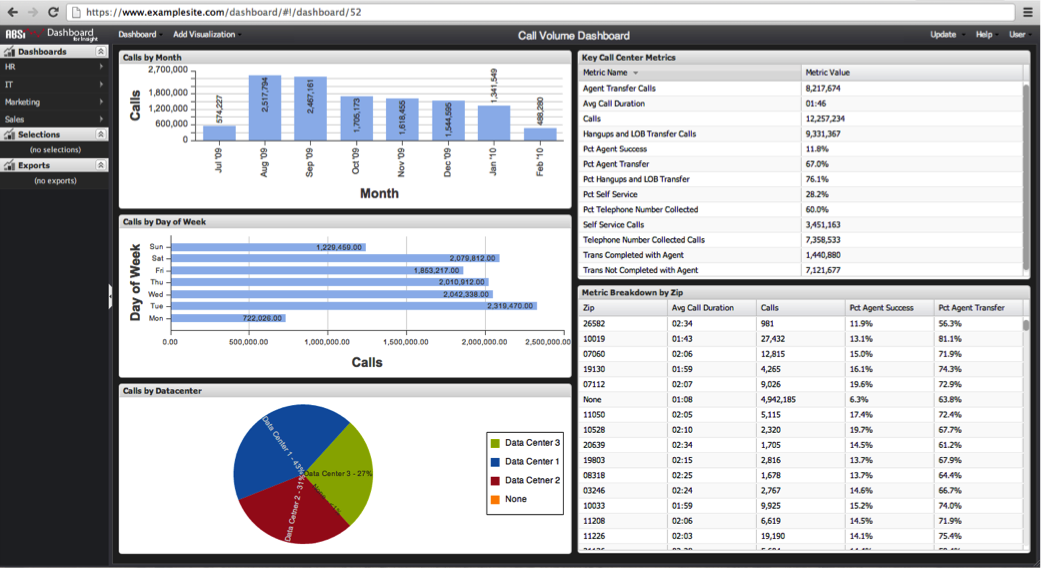 https://www.examplesite.com/dashboard/#!/dashboard/52
ABSi Dashboard for Insight
Dashboard Add Visualization Call Volume Dashboard Update Help User
Dashboards
HR
IT
Marketing
Sales
Selections
(no selections)
Exports
(no exports)
Calls by Month
Calls
2,700,000
1,800,000
1,200,000
600,000
0
574,227
2,517,794
2,467,161
1,705,173
1,618,455
1,544,595
1,341,549
488,280
Jul '09
Aug '09
Sep '09
Oct '09
Nov '09
Dec '09
Jan '10
Feb '10
Month
Calls by Day of Week
Day of Week
Sun 1,229,459.00
Sat 2,079,812.00
Fri 1,853,217.00
Thu 2,010,912.00
Wed 2,042,338.00
Tue 2,319,470.00
Mon 722,026.00
0.00 500,000.00 1,000,000.00 1,500,000.00 2,000,000.00 2,500,000.00
Calls
Calls by Datacenter
Data Center 1 - 43%
Data Center 3 - 27%
Data Cetner 2 - 31%
Data Center 3
Data Center 1
Data Cetner 2
None
Key Call Center Metrics
Metric Name Metric Value
Agent Transfer Calls 8,217,674
Avg Call Duration 01:46
Calls 12,257,234
Hangups and LOB Transfer Calls 9,331,367
Pct Agent Success 11.8%
Pct Agent Transfer 67.0%
Pct Hangups and LOB Transfer 76.1%
Pct Self Service 28.2%
Pct Telephone Number Collected 60.0%
Self Service Calls 3,451,163
Telephone Number Collected Calls 7,358,533
Trans Completed with Agent 1,440,880
Trans Not Completed with Agent 7,121,677
Metric Breakdown by Zip
Zip Avg Call Duration Calls Pct Agent Success Pct Agent Transfer
26582 02:34 981 11.9% 56.3%
10019 01:43 27,432 13.1% 81.1%
07060 02:06 12,815 15.0% 71.9%
19130 01:59 4,265 16.1% 74.3%
07112 02:07 9,026 19.6% 72.9%
None 01:08 4,942,185 6.3% 63.8%
11050 02:05 5,115 17.4% 72.4%
10528 02:10 2,320 19.7% 67.7%
20639 02:34 1,705 14.5% 61.2%
19803 02:15 2,816 13.7% 67.9%
08318 02:25 1,678 13.7% 64.4%
03246 02:24 2,767 14.6% 66.7%
10033 01:59 9,925 15.2% 74.0%
11208 02:06 6,619 14.5% 71.9%
11226 02:03 19,190 14.1% 75.4%